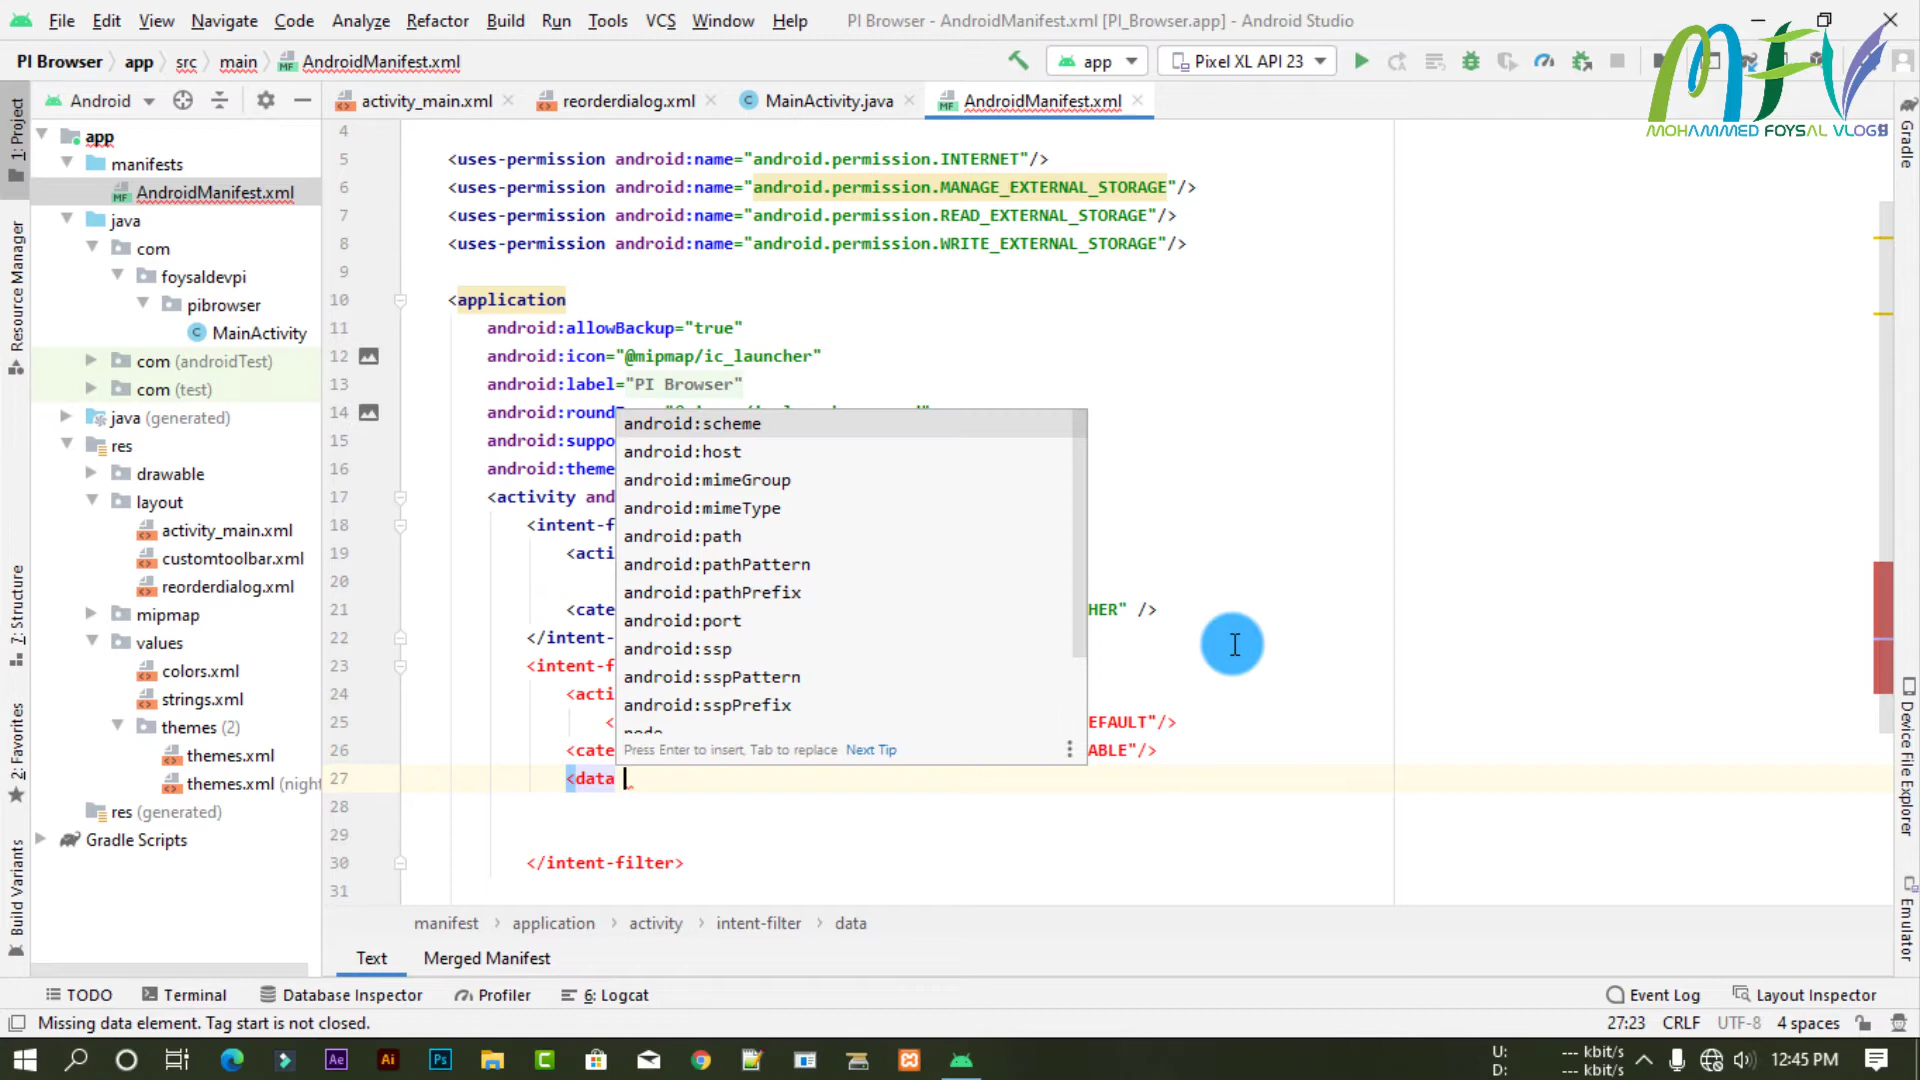 File Edit View Navigate Code Analyze Refactor Build Run Tools VCS Window Help PI Browser - AndroidManifest.xml [PI_Browser.app] - Android Studio
PI Browser app src main AndroidManifest.xml app Pixel XL API 23
MFV
MOHAMMED FOYSAL VLOGS
Android activity_main.xml reorderdialog.xml MainActivity.java AndroidManifest.xml
1: Project
Resource Manager
7: Structure
2: Favorites
Build Variants
app
manifests
AndroidManifest.xml
java
com
foysaldevpi
pibrowser
MainActivity
com (androidTest)
com (test)
java (generated)
res
drawable
layout
activity_main.xml
customtoolbar.xml
reorderdialog.xml
mipmap
values
colors.xml
strings.xml
themes (2)
themes.xml
themes.xml (night
res (generated)
Gradle Scripts
4
5 <uses-permission android:name="android.permission.INTERNET"/>
6 <uses-permission android:name="android.permission.MANAGE_EXTERNAL_STORAGE"/>
7 <uses-permission android:name="android.permission.READ_EXTERNAL_STORAGE"/>
8 <uses-permission android:name="android.permission.WRITE_EXTERNAL_STORAGE"/>
9
10 <application
11 android:allowBackup="true"
12 android:icon="@mipmap/ic_launcher"
13 android:label="PI Browser"
14 android:round
15 android:suppo
16 android:theme
17 <activity and
18 <intent-f
19 <acti
20
21 <cate HER" />
22 </intent-
23 <intent-f
24 <acti
25 < EFAULT"/>
26 <cate ABLE"/>
27 <data
28
29
30 </intent-filter>
31
android:scheme
android:host
android:mimeGroup
android:mimeType
android:path
android:pathPattern
android:pathPrefix
android:port
android:ssp
android:sspPattern
android:sspPrefix
Press Enter to insert, Tab to replace Next Tip
Gradle
Device File Explorer
Emulator
manifest application activity intent-filter data
Text Merged Manifest
TODO Terminal Database Inspector Profiler 6: Logcat Event Log Layout Inspector
Missing data element. Tag start is not closed. 27:23 CRLF UTF-8 4 spaces
Ae Ai Ps C U: --- kbit/s
D: --- kbit/s
12:45 PM